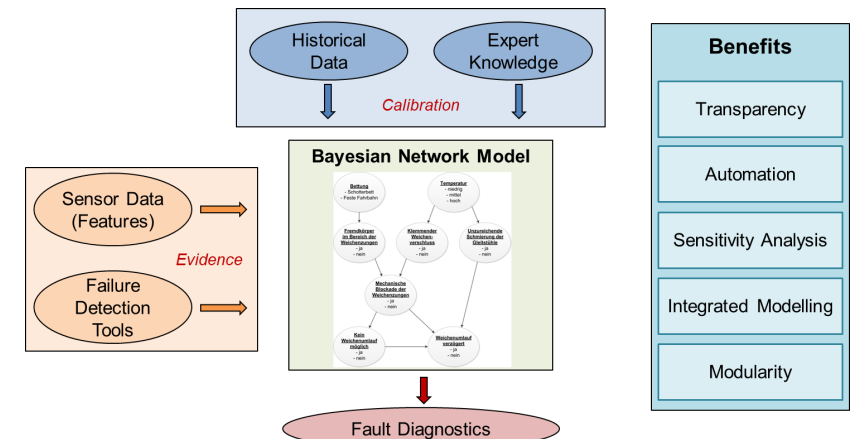 Historical
Data
Expert
Knowledge
Calibration
Benefits
Transparency
Automation
Sensitivity Analysis
Integrated Modelling
Modularity
Sensor Data
(Features)
Evidence
Failure
Detection
Tools
Bayesian Network Model
Bettung
- Schotterbett
- Feste Fahrbahn
Temperatur
- niedrig
- mittel
- hoch
Fremdkörper
im Bereich der
Weichenzungen
- ja
- nein
Klemmender
Weichen-
verschluss
- ja
- nein
Unzureichende
Schmierung der
Gleitstühle
- ja
- nein
Mechanische
Blockade der
Weichenzungen
- ja
- nein
Kein
Weichenumlauf
möglich
- ja
- nein
Weichenumlauf
verzögert
- ja
- nein
Fault Diagnostics